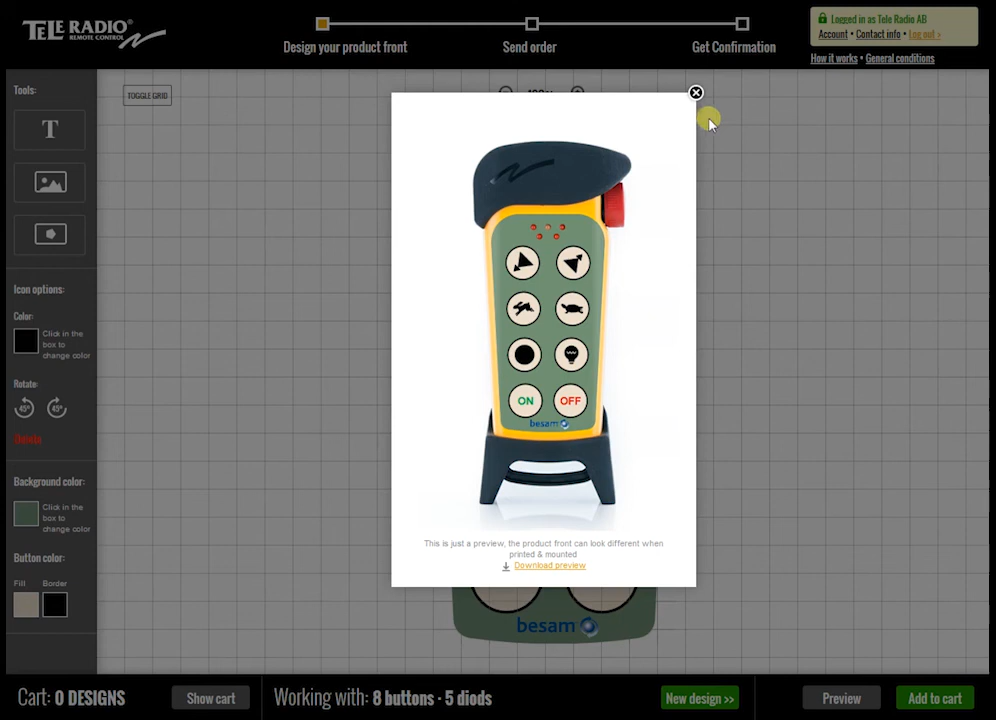 TELE RADIO®
REMOTE CONTROL
Design your product front
Send order
Get Confirmation
Logged in as Tele Radio AB
Account • Contact info • Log out >
How it works • General conditions
Tools:
TOGGLE GRID
T
Icon options:
Color:
Click in the
box to
change color
Rotate:
45° 45°
Background color:
Click in the
box to
change color
Button color:
Fill Border
ON OFF
besam
This is just a preview, the product front can look different when
printed & mounted
Download preview
besam
Cart: 0 DESIGNS
Show cart
Working with: 8 buttons - 5 diods
New design >>
Preview
Add to cart